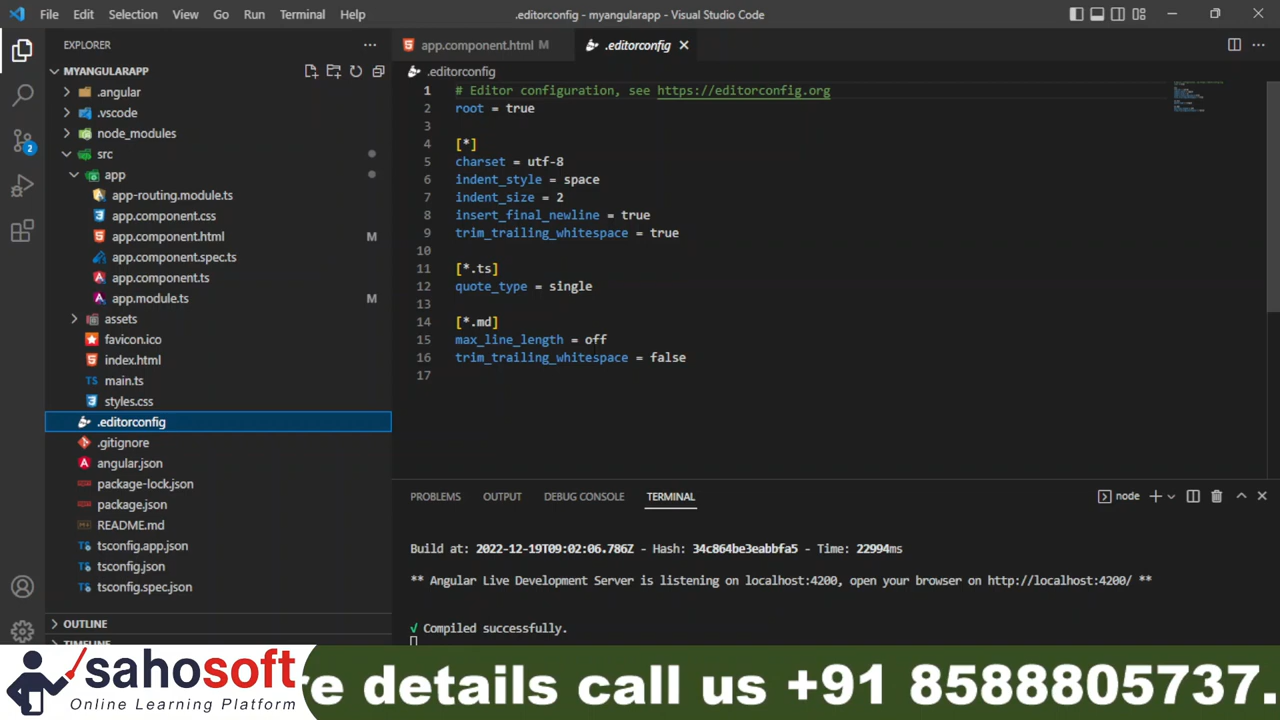 File Edit Selection View Go Run Terminal Help .editorconfig - myangularapp - Visual Studio Code
EXPLORER
MYANGULARAPP
.angular
.vscode
node_modules
src
app
app-routing.module.ts
app.component.css
app.component.html M
app.component.spec.ts
app.component.ts
app.module.ts M
assets
favicon.ico
index.html
TS main.ts
styles.css
.editorconfig
.gitignore
angular.json
package-lock.json
package.json
README.md
tsconfig.app.json
tsconfig.json
tsconfig.spec.json
OUTLINE
TIMELINE
2
app.component.html M .editorconfig
.editorconfig
1 # Editor configuration, see https://editorconfig.org
2 root = true
3
4 [*]
5 charset = utf-8
6 indent_style = space
7 indent_size = 2
8 insert_final_newline = true
9 trim_trailing_whitespace = true
10
11 [*.ts]
12 quote_type = single
13
14 [*.md]
15 max_line_length = off
16 trim_trailing_whitespace = false
17
PROBLEMS OUTPUT DEBUG CONSOLE TERMINAL node
Build at: 2022-12-19T09:02:06.786Z - Hash: 34c864be3eabbfa5 - Time: 22994ms
** Angular Live Development Server is listening on localhost:4200, open your browser on http://localhost:4200/ **
√ Compiled successfully.
sahosoft
Online Learning Platform
re details call us +91 8588805737.